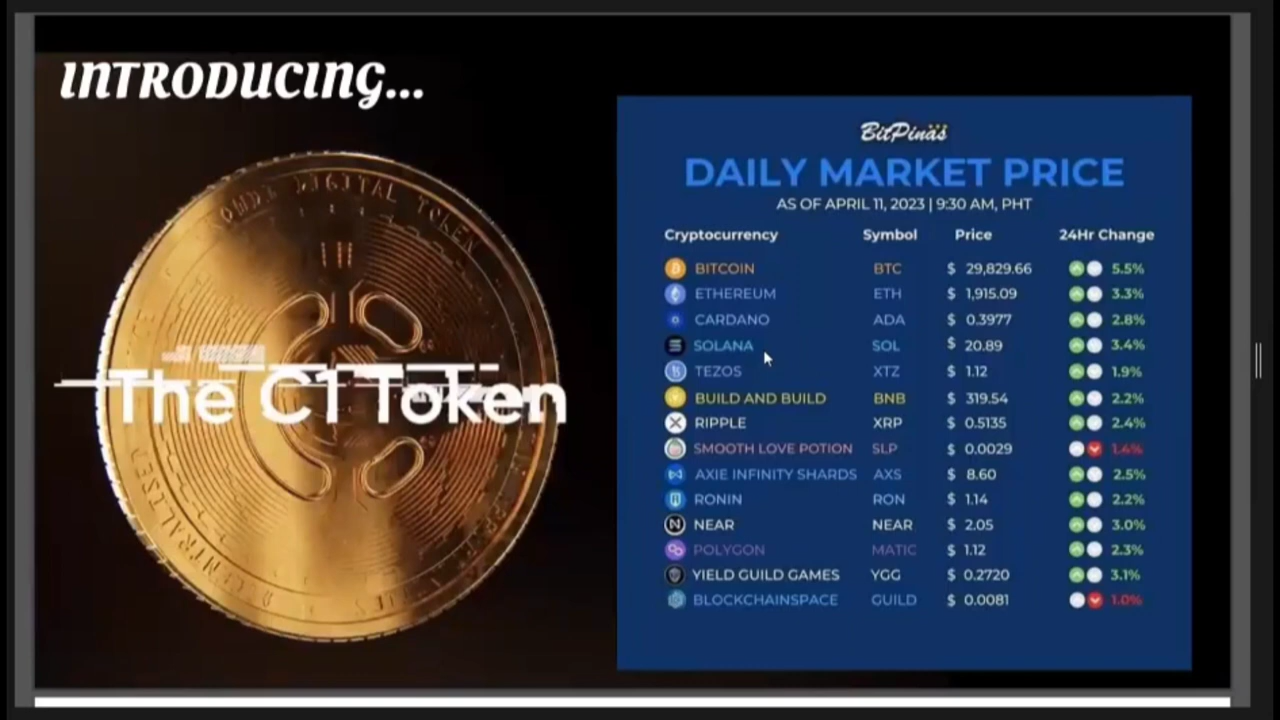 INTRODUCING...
DIGITAL TOKEN
The C1 Token
BitPinas
DAILY MARKET PRICE
AS OF APRIL 11, 2023 | 9:30 AM, PHT
Cryptocurrency Symbol Price 24Hr Change
BITCOIN BTC $ 29,829.66 5.5%
ETHEREUM ETH $ 1,915.09 3.3%
CARDANO ADA $ 0.3977 2.8%
SOLANA SOL $ 20.89 3.4%
TEZOS XTZ $ 1.12 1.9%
BUILD AND BUILD BNB $ 319.54 2.2%
RIPPLE XRP $ 0.5135 2.4%
SMOOTH LOVE POTION SLP $ 0.0029 1.4%
AXIE INFINITY SHARDS AXS $ 8.60 2.5%
RONIN RON $ 1.14 2.2%
NEAR NEAR $ 2.05 3.0%
POLYGON MATIC $ 1.12 2.3%
YIELD GUILD GAMES YGG $ 0.2720 3.1%
BLOCKCHAINSPACE GUILD $ 0.0081 1.0%